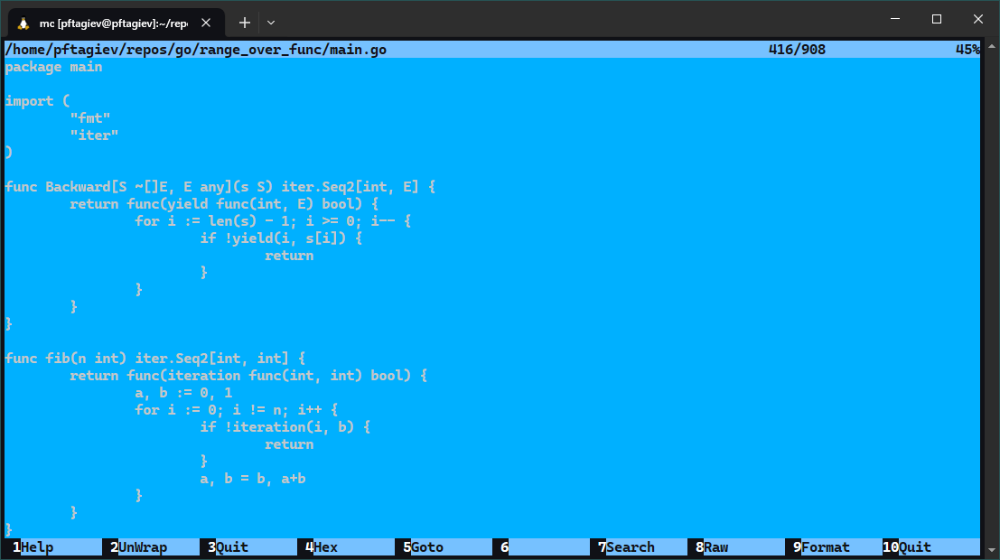 mc [pftagiev@pftagiev]:~/rep
/home/pftagiev/repos/go/range_over_func/main.go 416/908 45%
package main

import (
        "fmt"
        "iter"
)

func Backward[S ~[]E, E any](s S) iter.Seq2[int, E] {
        return func(yield func(int, E) bool) {
                for i := len(s) - 1; i >= 0; i-- {
                        if !yield(i, s[i]) {
                                return
                        }
                }
        }
}

func fib(n int) iter.Seq2[int, int] {
        return func(iteration func(int, int) bool) {
                a, b := 0, 1
                for i := 0; i != n; i++ {
                        if !iteration(i, b) {
                                return
                        }
                        a, b = b, a+b
                }
        }
}
1Help 2UnWrap 3Quit 4Hex 5Goto 6 7Search 8Raw 9Format 10Quit